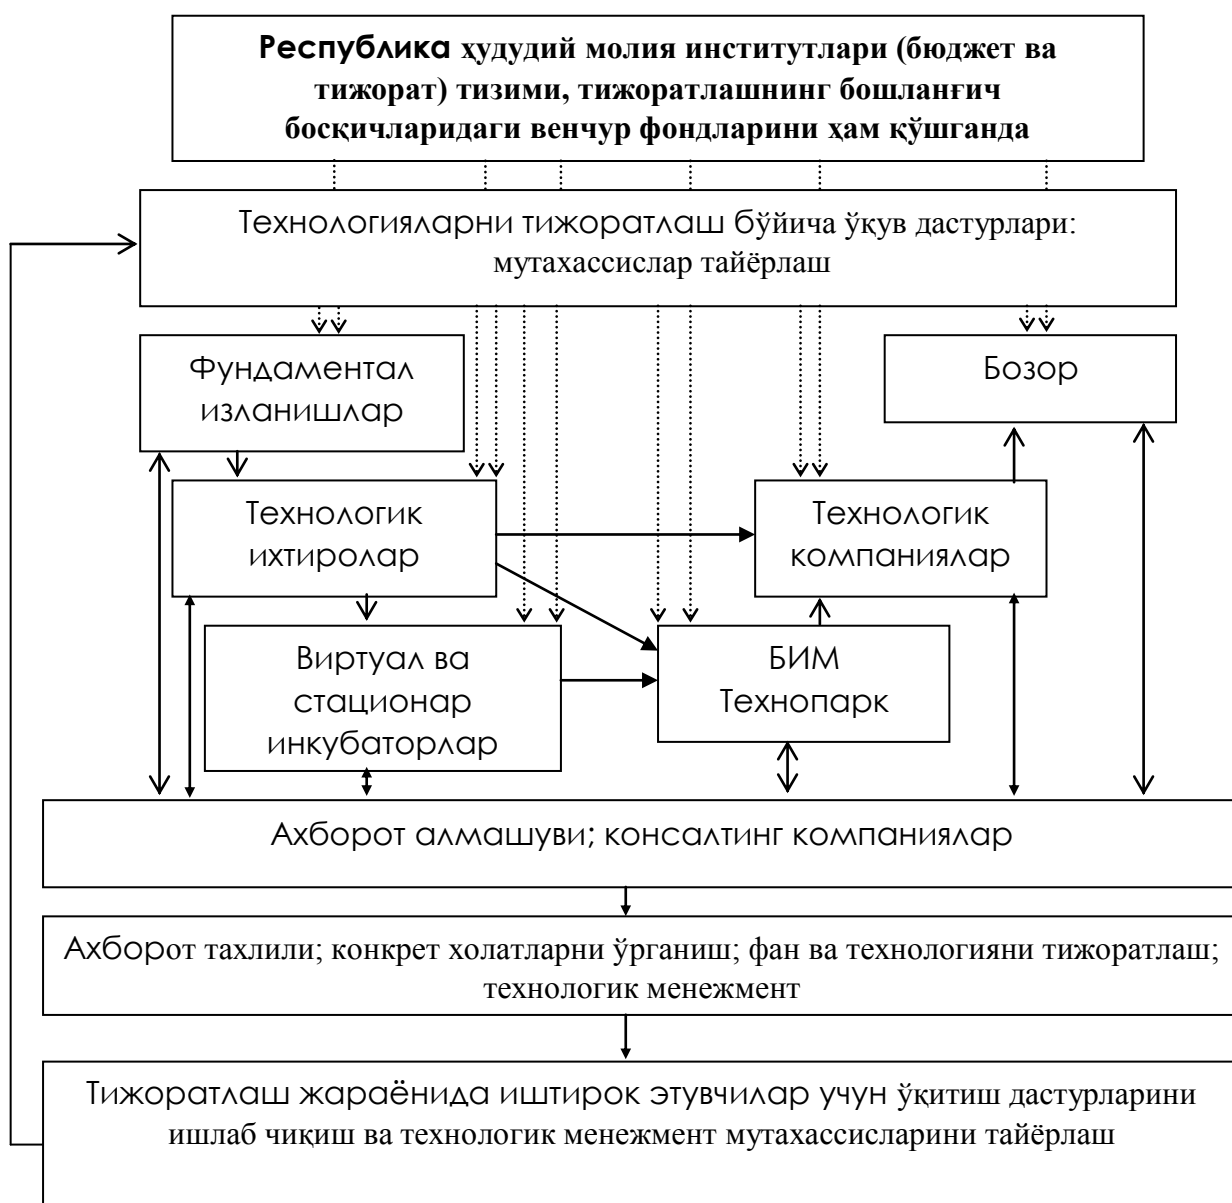 Республика ҳудудий молия институтлари (бюджет ва
тижорат) тизими, тижоратлашнинг бошланғич
босқичларидаги венчур фондларини ҳам қўшганда
Технологияларни тижоратлаш бўйича ўқув дастурлари:
мутахассислар тайёрлаш
Фундаментал
изланишлар
Бозор
Технологик
ихтиролар
Технологик
компаниялар
Виртуал ва
стационар
инкубаторлар
БИМ
Технопарк
Ахборот алмашуви; консалтинг компаниялар
Ахборот тахлили; конкрет холатларни ўрганиш; фан ва технологияни тижоратлаш;
технологик менежмент
Тижоратлаш жараёнида иштирок этувчилар учун ўқитиш дастурларини
ишлаб чиқиш ва технологик менежмент мутахассисларини тайёрлаш